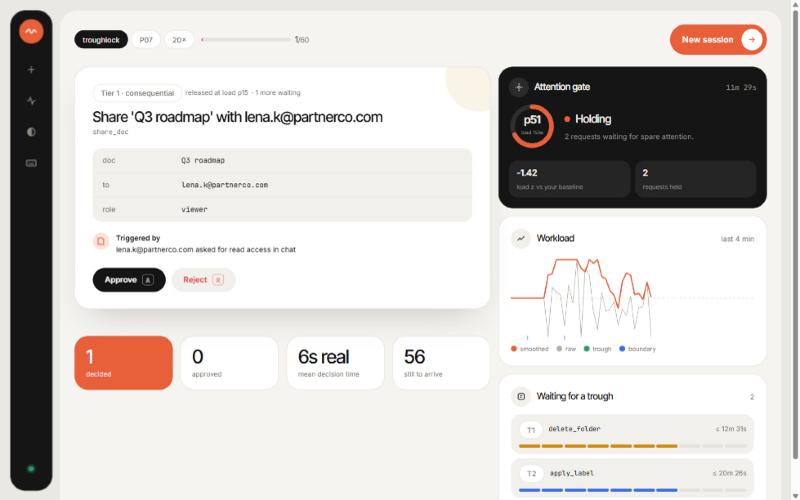 troughlock P07 20× 1/60
New session
Tier 1 · consequential released at load p15 · 1 more waiting
Share 'Q3 roadmap' with lena.k@partnerco.com
share_doc
doc Q3 roadmap
to lena.k@partnerco.com
role viewer
Triggered by
lena.k@partnerco.com asked for read access in chat
Approve A Reject R
1
decided
0
approved
6s real
mean decision time
56
still to arrive
Attention gate 11m 29s
p51
load %ile
Holding
2 requests waiting for spare attention.
-1.42
load z vs your baseline
2
requests held
Workload last 4 min
smoothed raw trough boundary
Waiting for a trough 2
T1 delete_folder ≤ 12m 31s
T2 apply_label ≤ 20m 26s